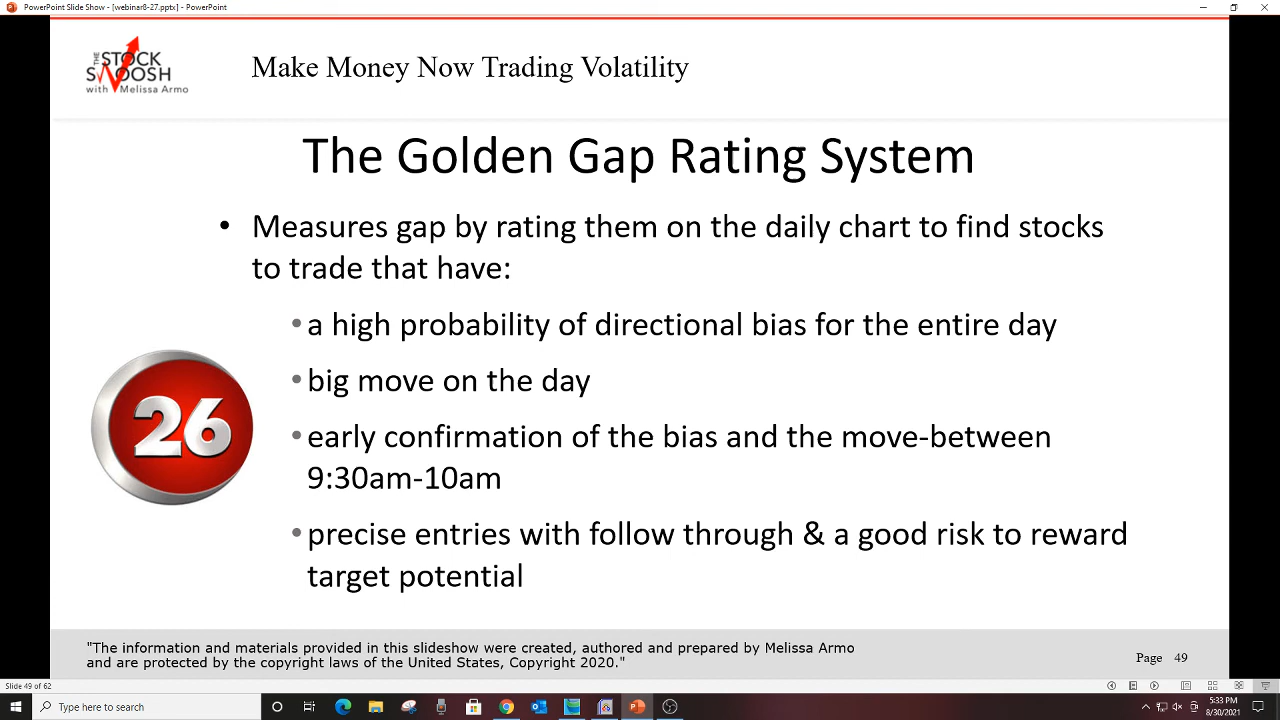 PowerPoint Slide Show - [webinar8-27.pptx] - PowerPoint
THE
STOCK
SWOOSH
with Melissa Armo
Make Money Now Trading Volatility
The Golden Gap Rating System
• Measures gap by rating them on the daily chart to find stocks
to trade that have:
• a high probability of directional bias for the entire day
• big move on the day
• early confirmation of the bias and the move-between
9:30am-10am
• precise entries with follow through & a good risk to reward
target potential
26
"The information and materials provided in this slideshow were created, authored and prepared by Melissa Armo
and are protected by the copyright laws of the United States, Copyright 2020."
Page 49
Slide 49 of 62
Type here to search
5:33 PM
8/30/2021